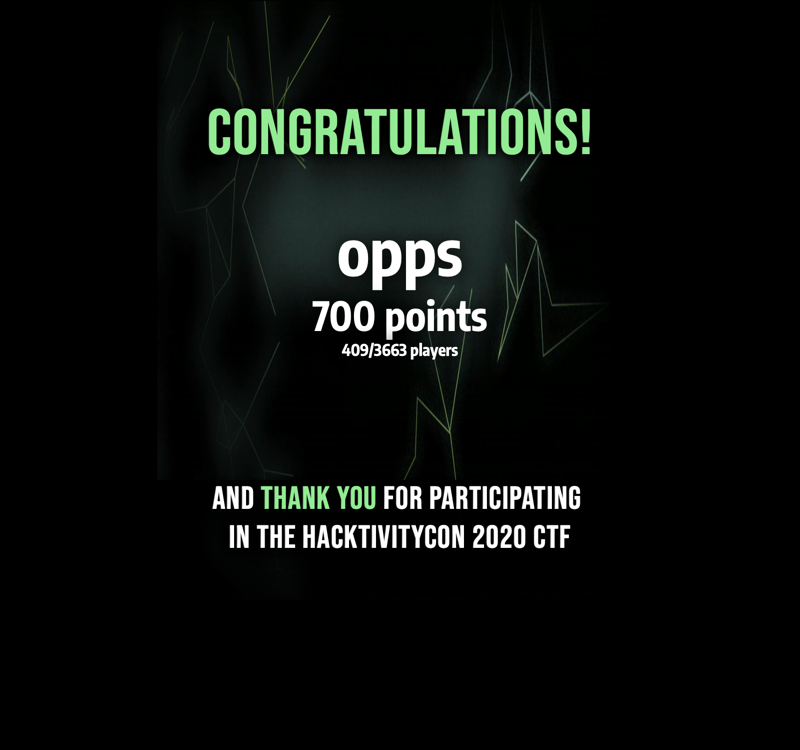 CONGRATULATIONS!
opps
700 points
409/3663 players
AND THANK YOU FOR PARTICIPATING
IN THE HACKTIVITYCON 2020 CTF